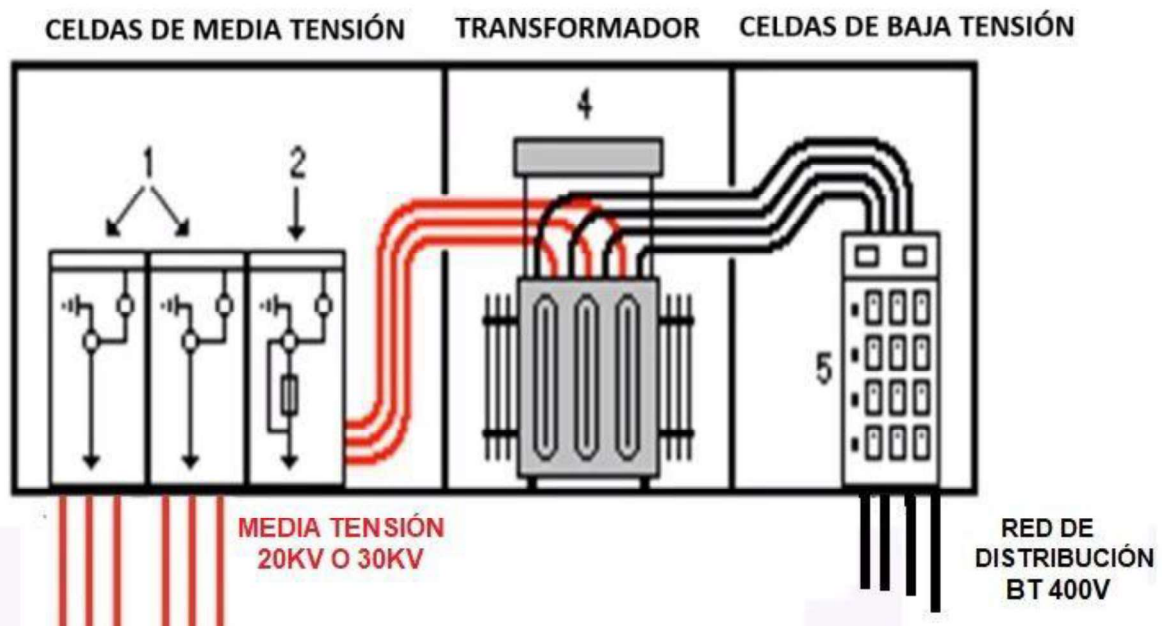 CELDAS DE MEDIA TENSIÓN
TRANSFORMADOR
CELDAS DE BAJA TENSIÓN
1
2
4
5
MEDIA TENSIÓN
20KV O 30KV
RED DE
DISTRIBUCIÓN
BT 400V